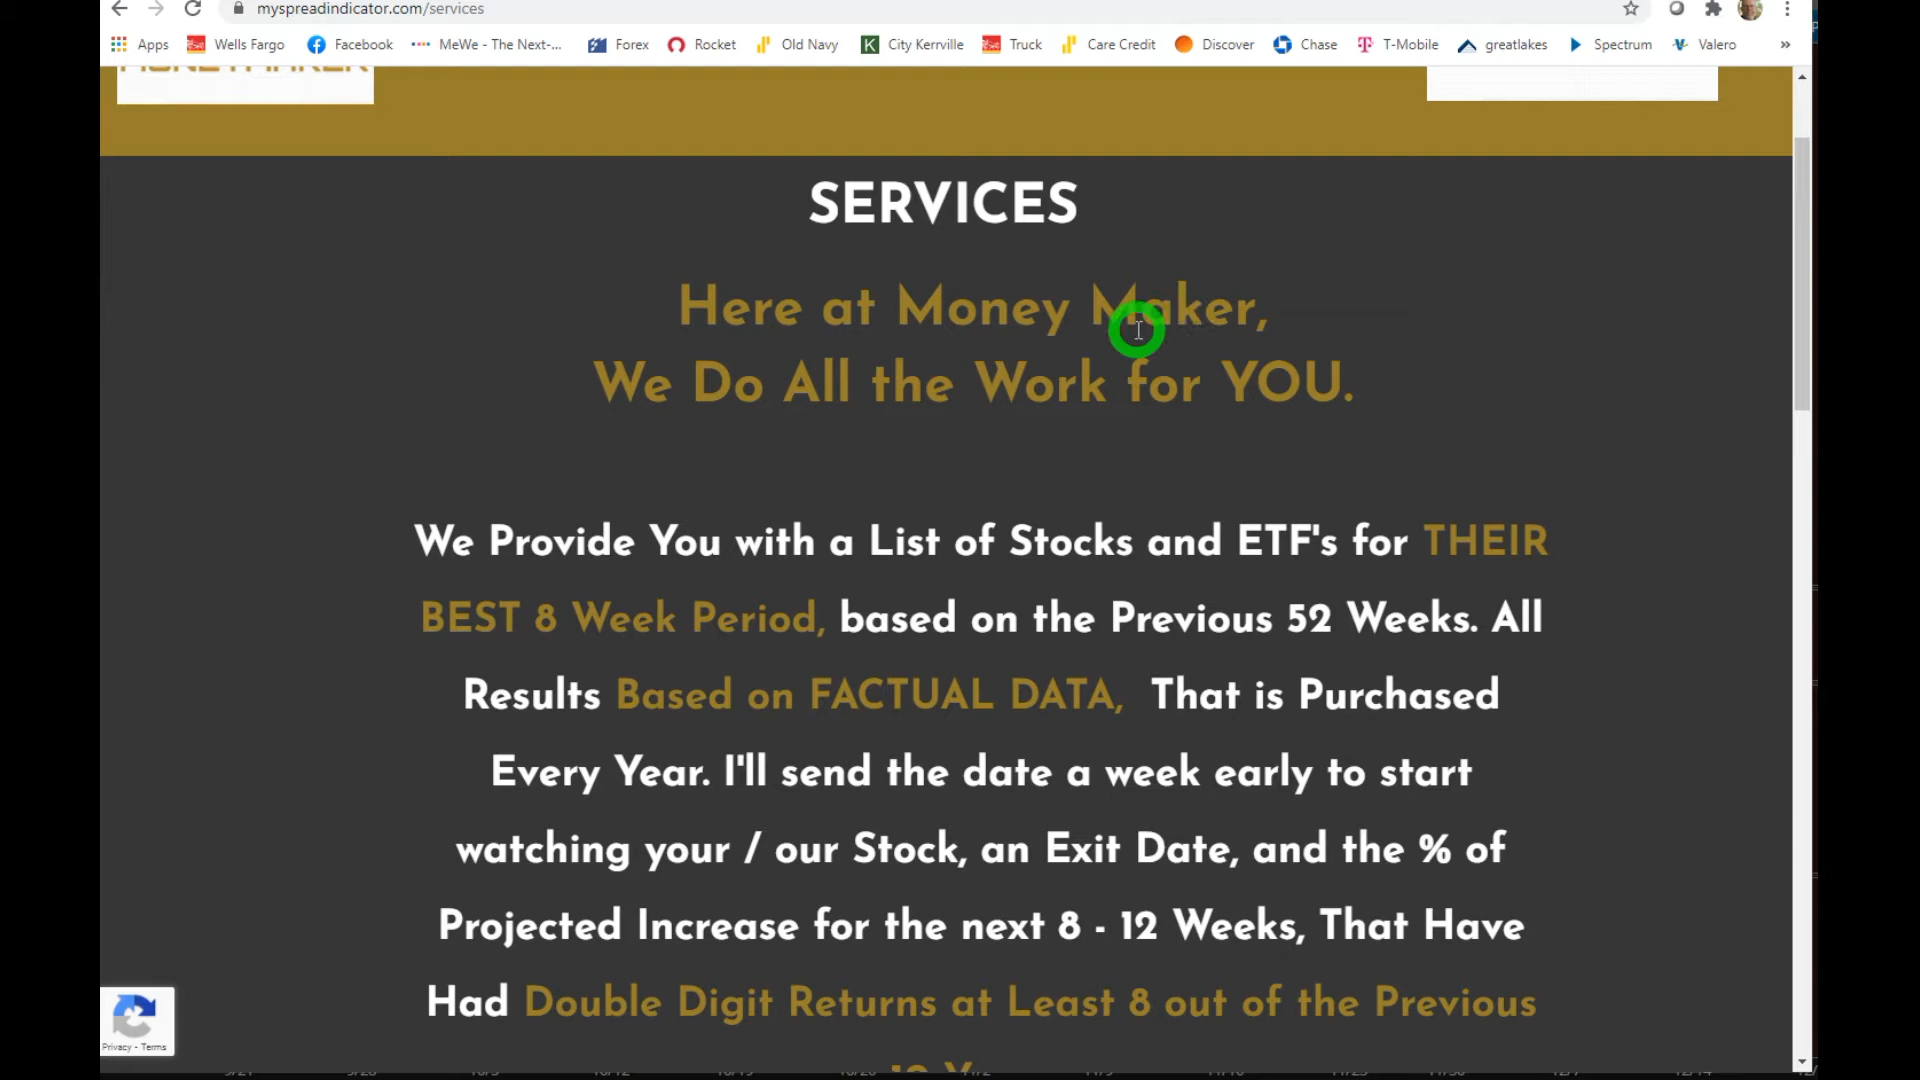 myspreadindicator.com/services
Apps Wells Fargo Facebook MeWe - The Next-... Forex Rocket Old Navy City Kerrville Truck Care Credit Discover Chase T-Mobile greatlakes Spectrum Valero »
SERVICES
Here at Money Maker,
We Do All the Work for YOU.
We Provide You with a List of Stocks and ETF's for THEIR
BEST 8 Week Period, based on the Previous 52 Weeks. All
Results Based on FACTUAL DATA, That is Purchased
Every Year. I'll send the date a week early to start
watching your / our Stock, an Exit Date, and the % of
Projected Increase for the next 8 - 12 Weeks, That Have
Had Double Digit Returns at Least 8 out of the Previous
Privacy - Terms